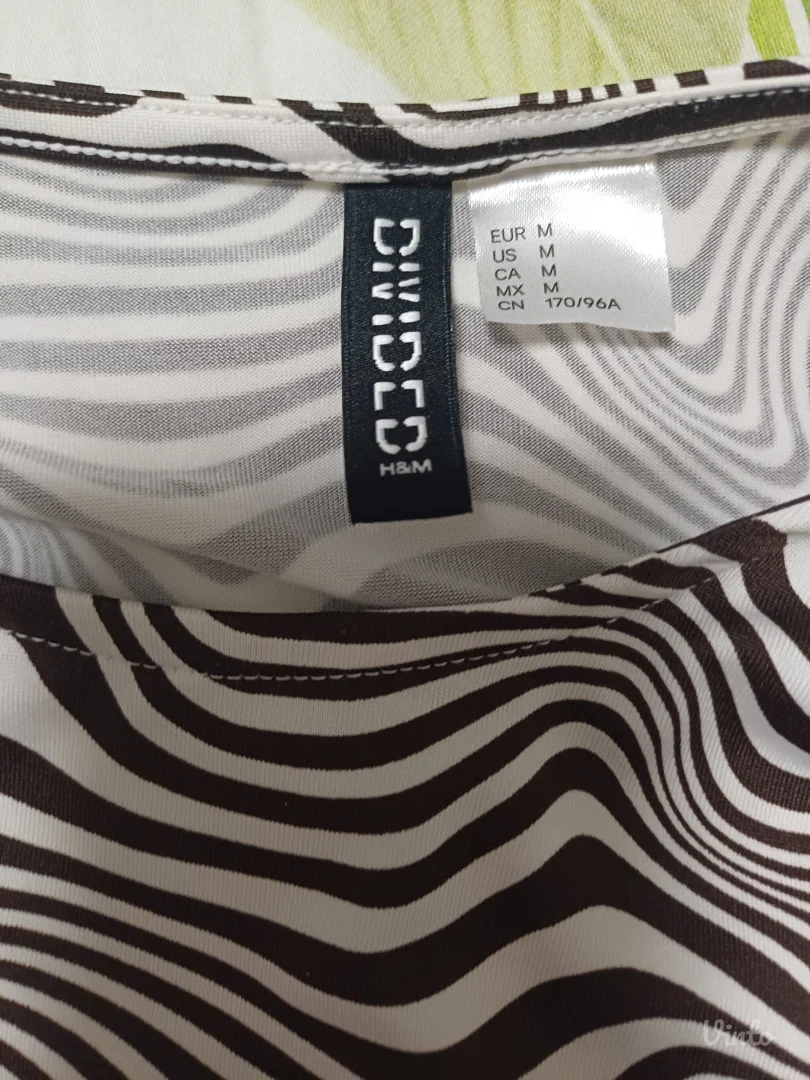 DIVIDED
H&M
EUR M
US M
CA M
MX M
CN 170/96A
Vinted